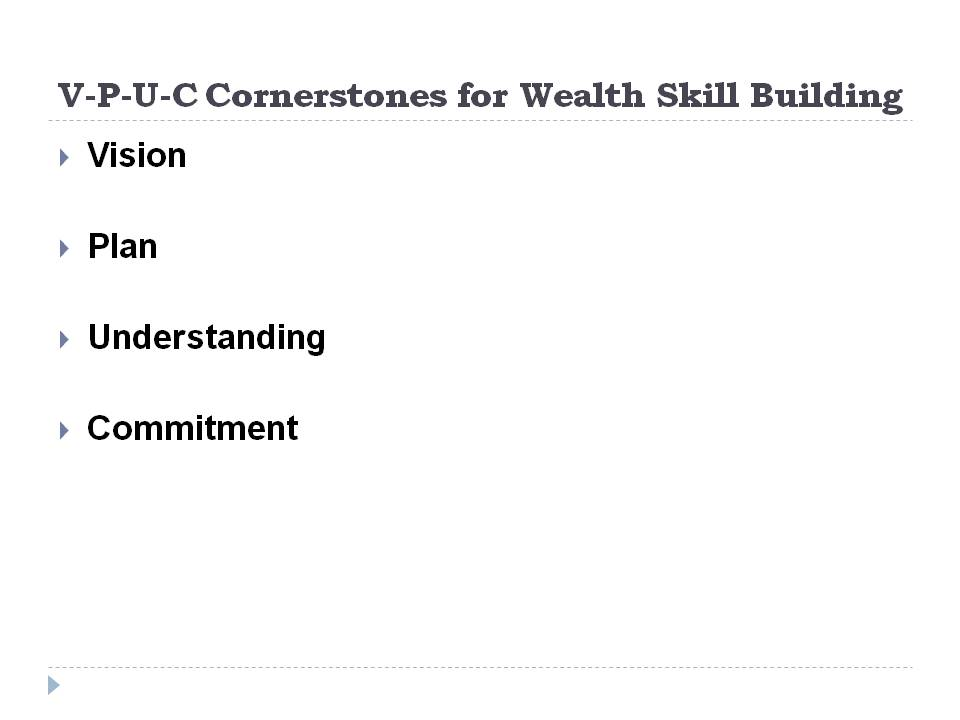 V-P-U-C Cornerstones for Wealth Skill Building
Vision
Plan
Understanding
Commitment